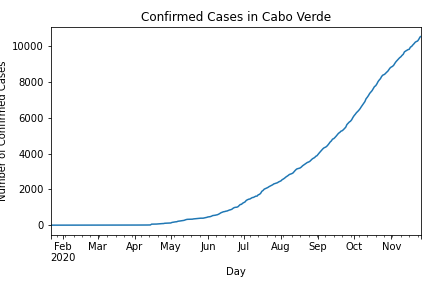 Confirmed Cases in Cabo Verde
Number of Confirmed Cases
10000
8000
6000
4000
2000
0
Feb Mar Apr May Jun Jul Aug Sep Oct Nov
2020
Day